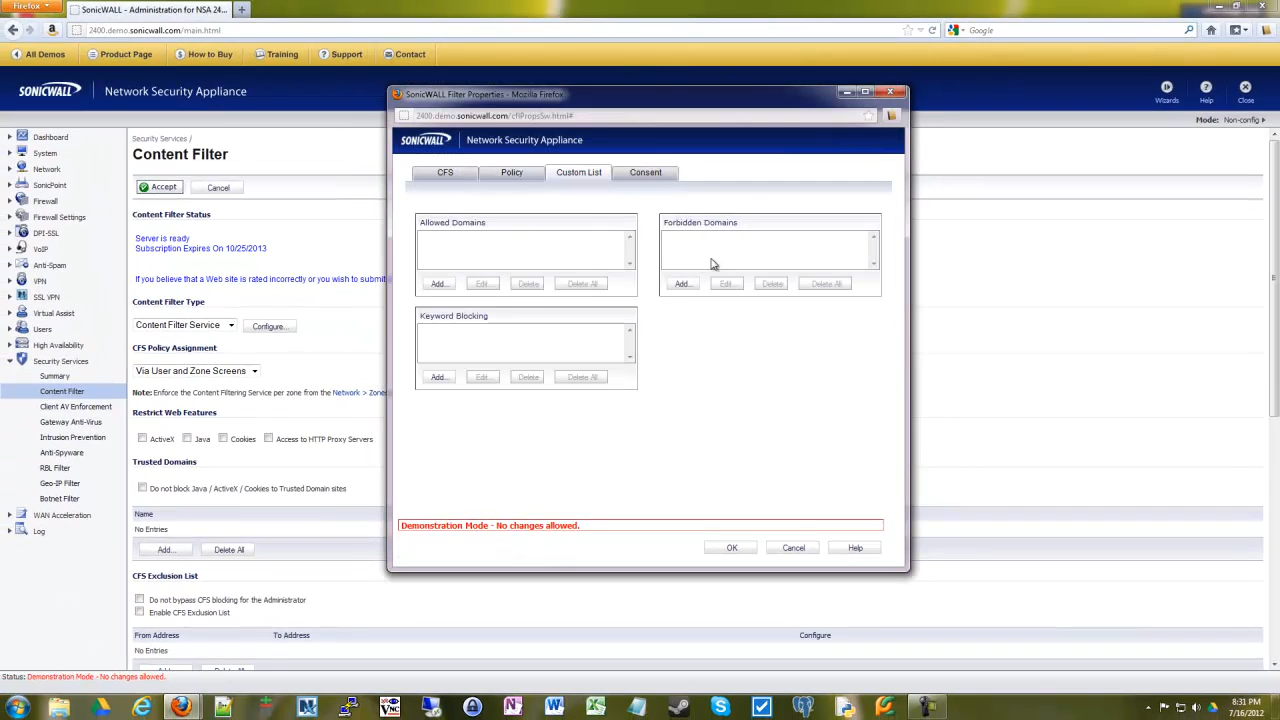 Firefox
SonicWALL - Administration for NSA 24...
2400.demo.sonicwall.com/main.html
Google
All Demos
Product Page
How to Buy
Training
Support
Contact
SONICWALL
Network Security Appliance
Wizards
Help
Close
Mode: Non-config
Dashboard
System
Network
SonicPoint
Firewall
Firewall Settings
DPI-SSL
VoIP
Anti-Spam
VPN
SSL VPN
Virtual Assist
Users
High Availability
Security Services
Summary
Content Filter
Client AV Enforcement
Gateway Anti-Virus
Intrusion Prevention
Anti-Spyware
RBL Filter
Geo-IP Filter
Botnet Filter
WAN Acceleration
Log
Security Services /
Content Filter
Accept
Cancel
Content Filter Status
Server is ready
Subscription Expires On 10/25/2013
If you believe that a Web site is rated incorrectly or you wish to submit
Content Filter Type
Content Filter Service
Configure...
CFS Policy Assignment
Via User and Zone Screens
Note: Enforce the Content Filtering Service per zone from the Network > Zones
Restrict Web Features
ActiveX
Java
Cookies
Access to HTTP Proxy Servers
Trusted Domains
Do not block Java / ActiveX / Cookies to Trusted Domain sites
Name
No Entries
Add...
Delete All
CFS Exclusion List
Do not bypass CFS blocking for the Administrator
Enable CFS Exclusion List
From Address
To Address
Configure
No Entries
SonicWALL Filter Properties - Mozilla Firefox
2400.demo.sonicwall.com/cflPropsSw.html#
SONICWALL
Network Security Appliance
CFS
Policy
Custom List
Consent
Allowed Domains
Add...
Edit...
Delete
Delete All
Forbidden Domains
Add...
Edit...
Delete
Delete All
Keyword Blocking
Add...
Edit...
Delete
Delete All
Demonstration Mode - No changes allowed.
OK
Cancel
Help
Status: Demonstration Mode - No changes allowed.
8:31 PM
7/16/2012